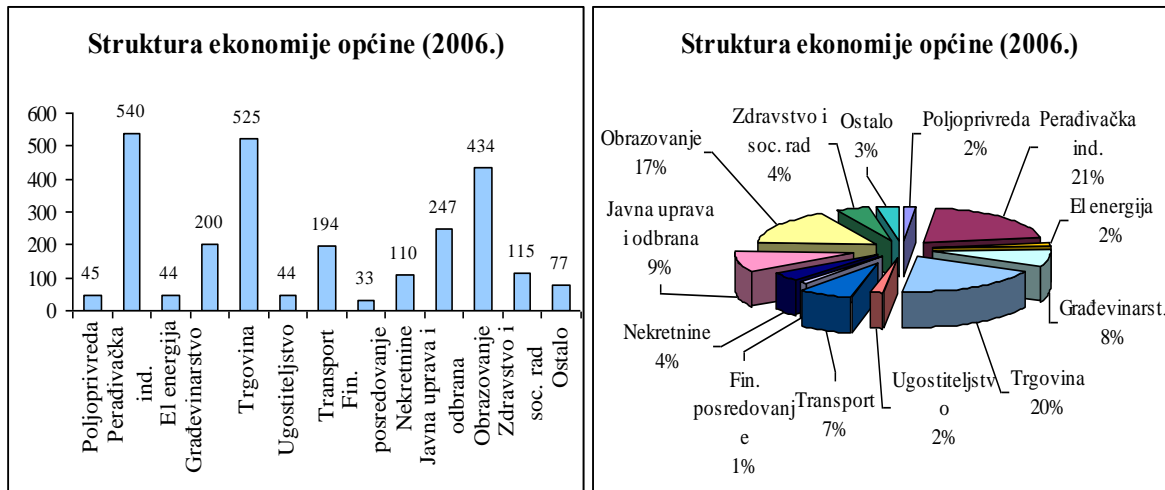 Struktura ekonomije općine (2006.)
600
500
400
300
200
100
0
45
540
44
200
525
44
194
33
110
247
434
115
77
Poljoprivreda
Perađivačka
ind.
El energija
Građevinarstvo
Trgovina
Ugostiteljstvo
Transport
Fin.
posredovanje
Nekretnine
Javna uprava i
odbrana
Obrazovanje
Zdravstvo i
soc. rad
Ostalo
Struktura ekonomije općine (2006.)
Poljoprivreda
2%
Perađivačka
ind.
21%
El energija
2%
Građevinarst.
8%
Trgovina
20%
Ugostiteljstv
o
2%
Transport
7%
Fin.
posredovanj
e
1%
Nekretnine
4%
Javna uprava
i odbrana
9%
Obrazovanje
17%
Zdravstvo i
soc. rad
4%
Ostalo
3%